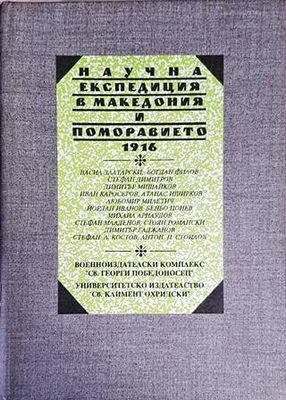 НАУЧНА
ЕКСПЕДИЦИЯ
В МАКЕДОНИЯ
И
ПОМОРАВИЕТО
1916
ВАСИЛ ЗЛАТАРСКИ, БОГДАН ФИЛОВ
СТЕФАН ДИМИТРОВ
ДИМИТЪР МИШАЙКОВ
ИВАН КАРОСЕРОВ, АТАНАС ИШИРКОВ
ЛЮБОМИР МИЛЕТИЧ
ЙОРДАН ИВАНОВ, БЕНЬО ЦОНЕВ
МИХАИЛ АРНАУДОВ
СТЕФАН МЛАДЕНОВ, СТОЯН РОМАНСКИ
ДИМИТЪР ГАДЖАНОВ
СТЕФАН Л. КОСТОВ, АНТОН П. СТОИЛОВ
ВОЕННОИЗДАТЕЛСКИ КОМПЛЕКС
"СВ. ГЕОРГИ ПОБЕДОНОСЕЦ"
УНИВЕРСИТЕТСКО ИЗДАТЕЛСТВО
"СВ. КЛИМЕНТ ОХРИДСКИ"